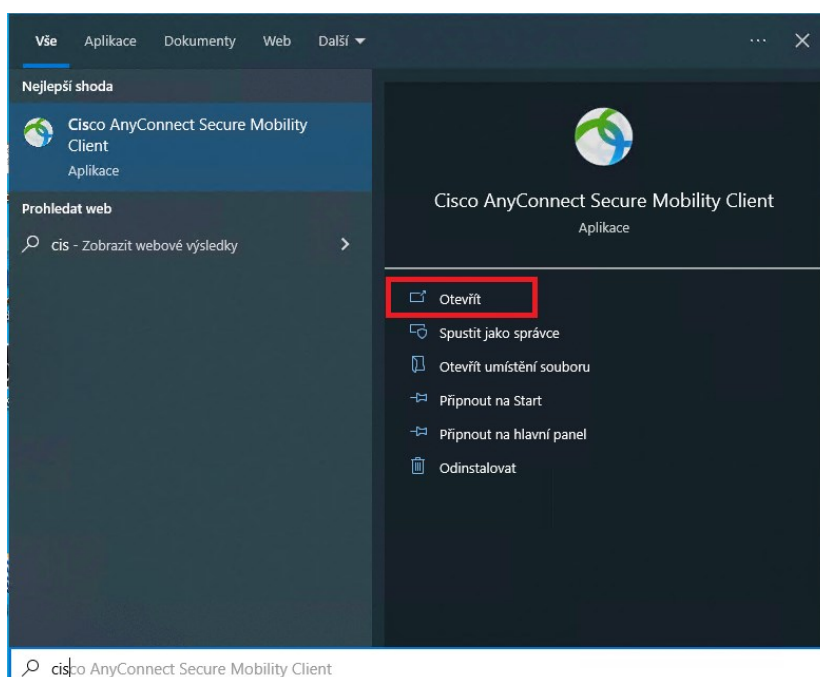 Vše Aplikace Dokumenty Web Další
Nejlepší shoda
Cisco AnyConnect Secure Mobility
Client
Aplikace
Prohledat web
cis - Zobrazit webové výsledky
Cisco AnyConnect Secure Mobility Client
Aplikace
Otevřít
Spustit jako správce
Otevřít umístění souboru
Připnout na Start
Připnout na hlavní panel
Odinstalovat
cisco AnyConnect Secure Mobility Client